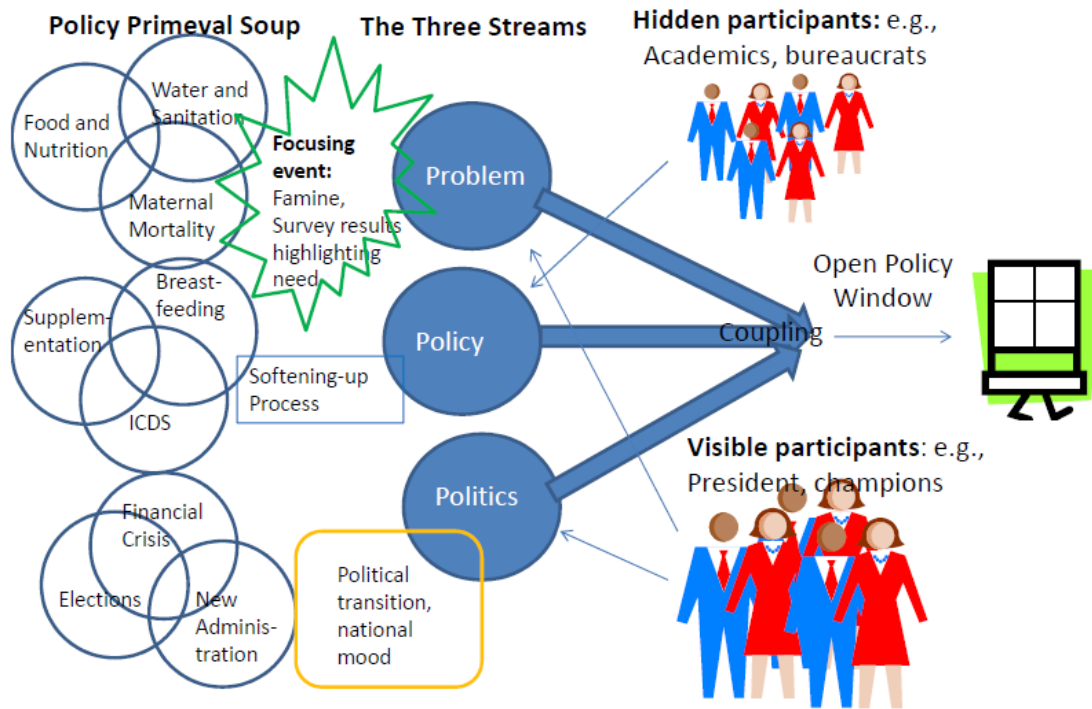 Policy Primeval Soup
The Three Streams
Hidden participants: e.g.,
Academics, bureaucrats
Water and
Sanitation
Food and
Nutrition
Maternal
Mortality
Focusing
event:
Famine,
Survey results
highlighting
need
Problem
Breast-
feeding
Supplem-
entation
ICDS
Softening-up
Process
Policy
Coupling
Open Policy
Window
Financial
Crisis
Elections
New
Adminis-
tration
Politics
Political
transition,
national
mood
Visible participants: e.g.,
President, champions